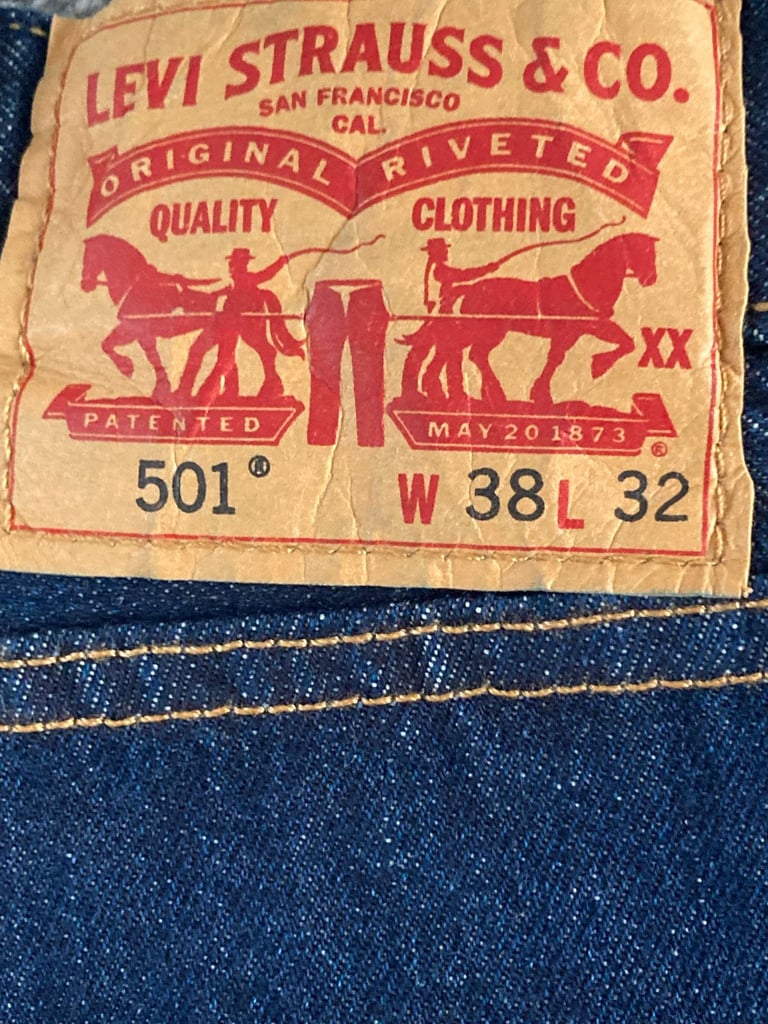 LEVI STRAUSS & CO.
SAN FRANCISCO
CAL.
ORIGINAL RIVETED
QUALITY CLOTHING
XX
PATENTED MAY 20 1873 ®
501® W 38 L 32